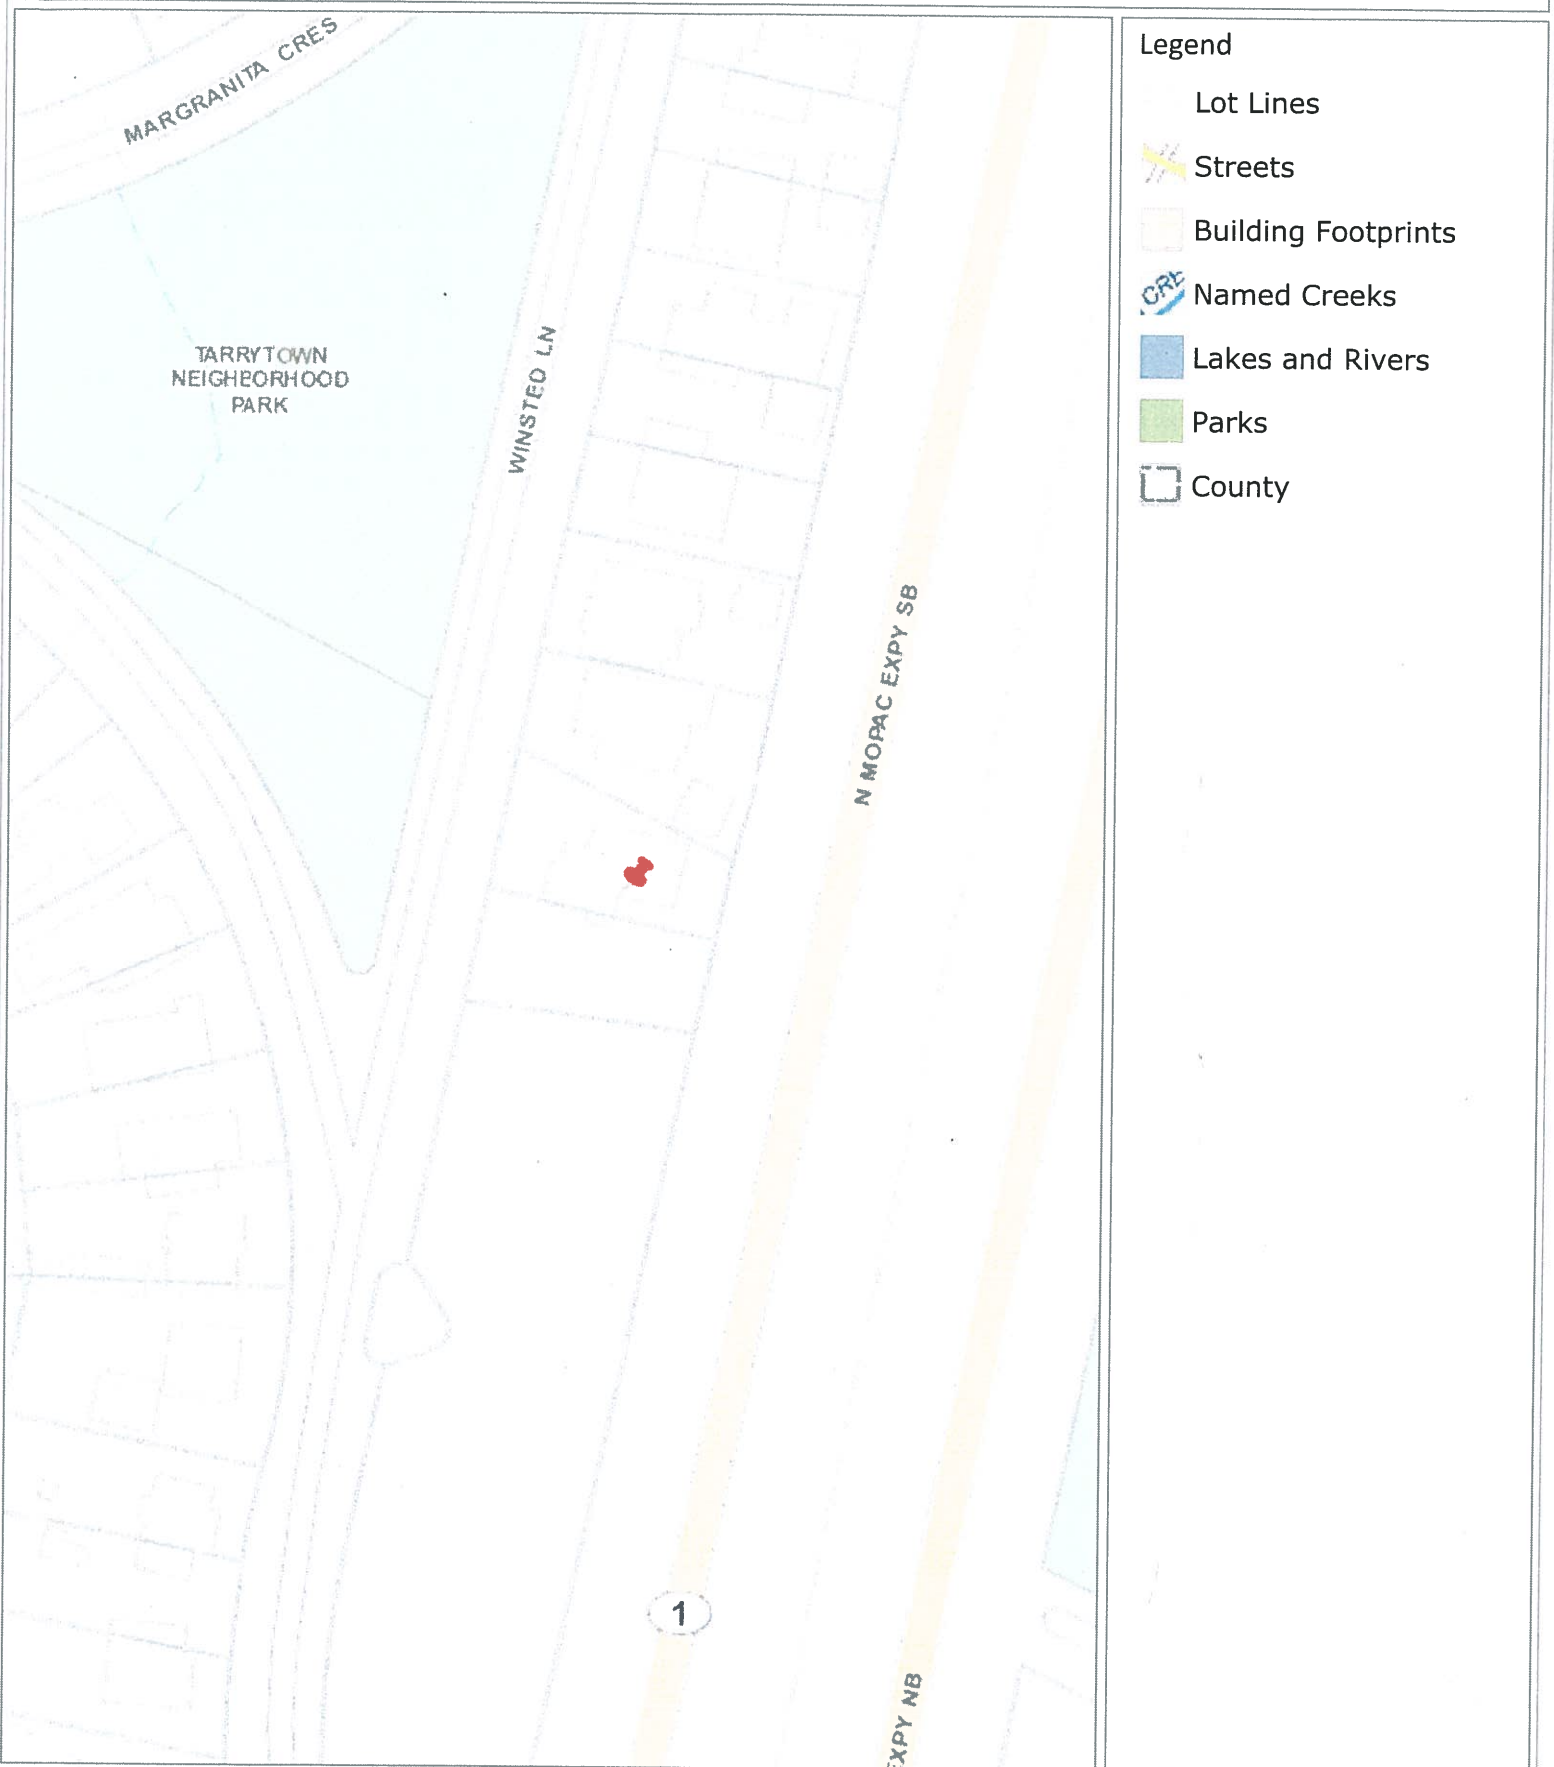 MARGRANITA CRES
TARRYTOWN
NEIGHBORHOOD
PARK
WINSTED LN
N MOPAC EXPY SB
1
EXPY NB
Legend
Lot Lines
Streets
Building Footprints
CRE
Named Creeks
Lakes and Rivers
Parks
County